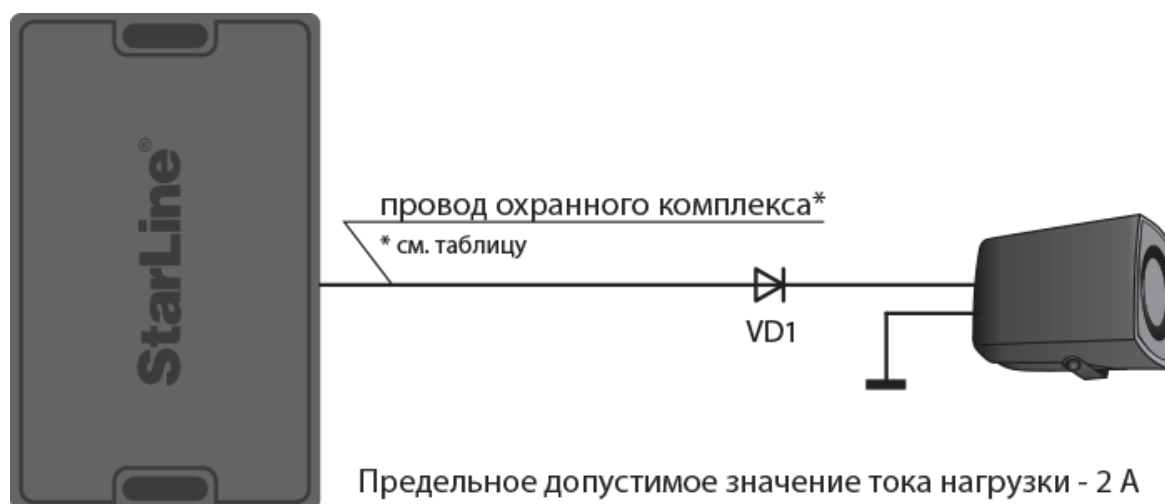 StarLine®
провод охранного комплекса*
* см. таблицу
VD1
Предельное допустимое значение тока нагрузки - 2 А